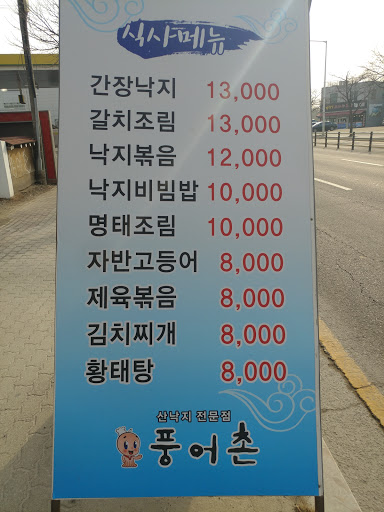 식사메뉴
간장낙지 13,000
갈치조림 13,000
낙지볶음 12,000
낙지비빔밥 10,000
명태조림 10,000
자반고등어 8,000
제육볶음 8,000
김치찌개 8,000
황태탕 8,000
산낙지 전문점
풍어촌